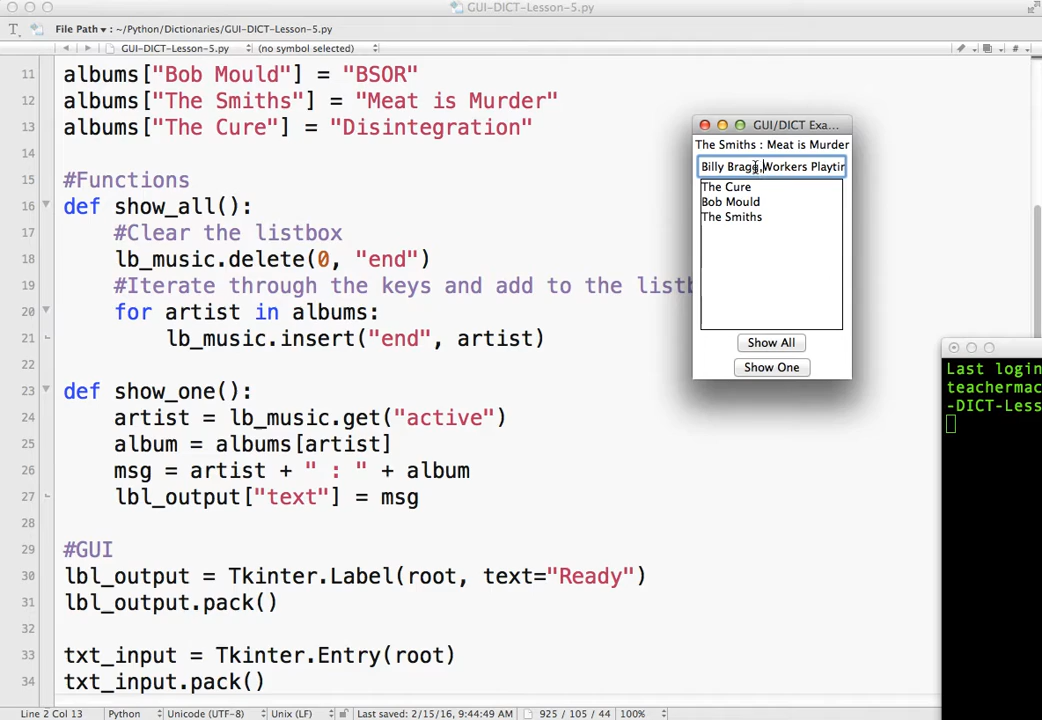 GUI-DICT-Lesson-5.py
File Path ▾ : ~/Python/Dictionaries/GUI-DICT-Lesson-5.py
GUI-DICT-Lesson-5.py (no symbol selected)
11 albums["Bob Mould"] = "BSOR"
12 albums["The Smiths"] = "Meat is Murder"
13 albums["The Cure"] = "Disintegration"
14
15 #Functions
16 def show_all():
17 #Clear the listbox
18 lb_music.delete(0, "end")
19 #Iterate through the keys and add to the listb
20 for artist in albums:
21 lb_music.insert("end", artist)
22
23 def show_one():
24 artist = lb_music.get("active")
25 album = albums[artist]
26 msg = artist + " : " + album
27 lbl_output["text"] = msg
28
29 #GUI
30 lbl_output = Tkinter.Label(root, text="Ready")
31 lbl_output.pack()
32
33 txt_input = Tkinter.Entry(root)
34 txt_input.pack()
GUI/DICT Exa...
The Smiths : Meat is Murder
Billy Bragg,Workers Playtir
The Cure
Bob Mould
The Smiths
Show All
Show One
Last login
teachermac
-DICT-Less
Line 2 Col 13 Python Unicode (UTF-8) Unix (LF) Last saved: 2/15/16, 9:44:49 AM 925 / 105 / 44 100%